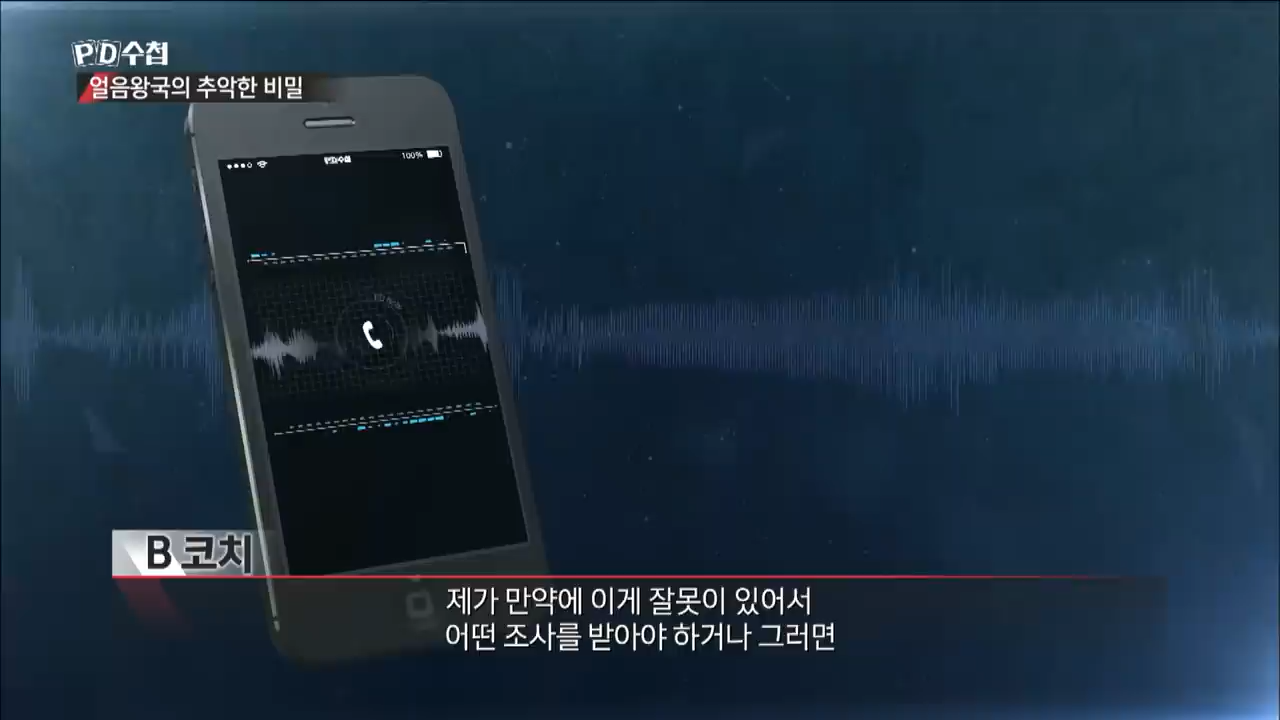 PD수첩
얼음왕국의 추악한 비밀
PD수첩
100%
B 코치
제가 만약에 이게 잘못이 있어서
어떤 조사를 받아야 하거나 그러면